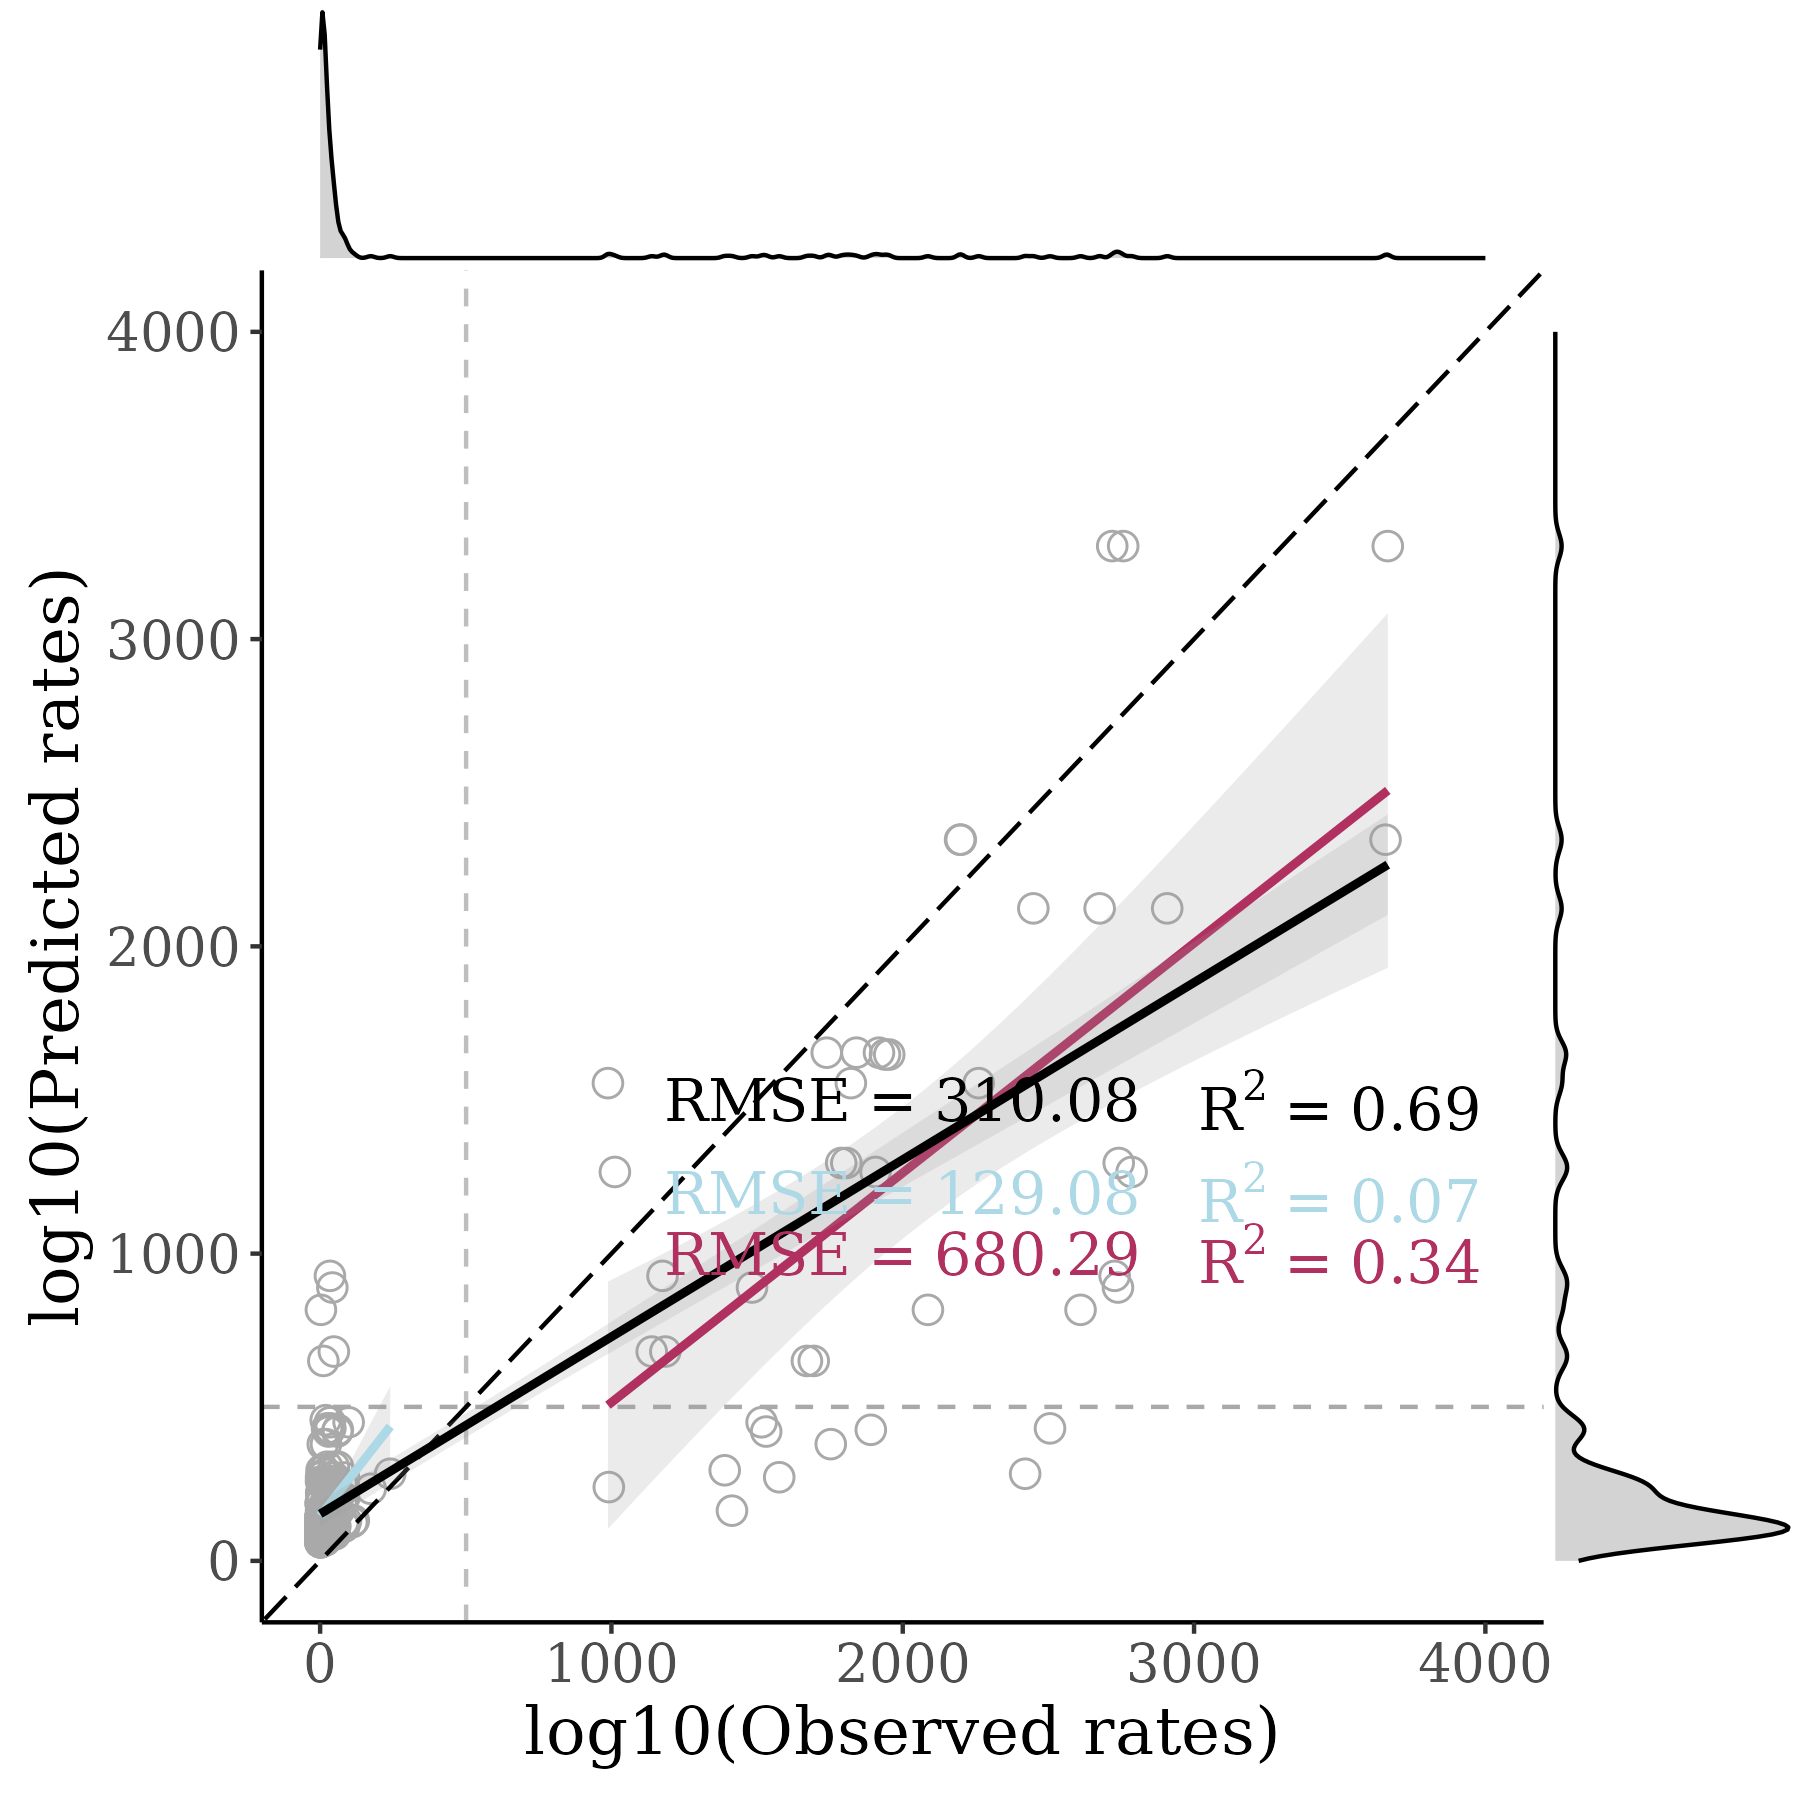 4000
3000
2000
1000
0
log10(Predicted rates)
RMSE = 310.08 R² = 0.69
RMSE = 129.08 R² = 0.07
RMSE = 680.29 R² = 0.34
0 1000 2000 3000 4000
log10(Observed rates)